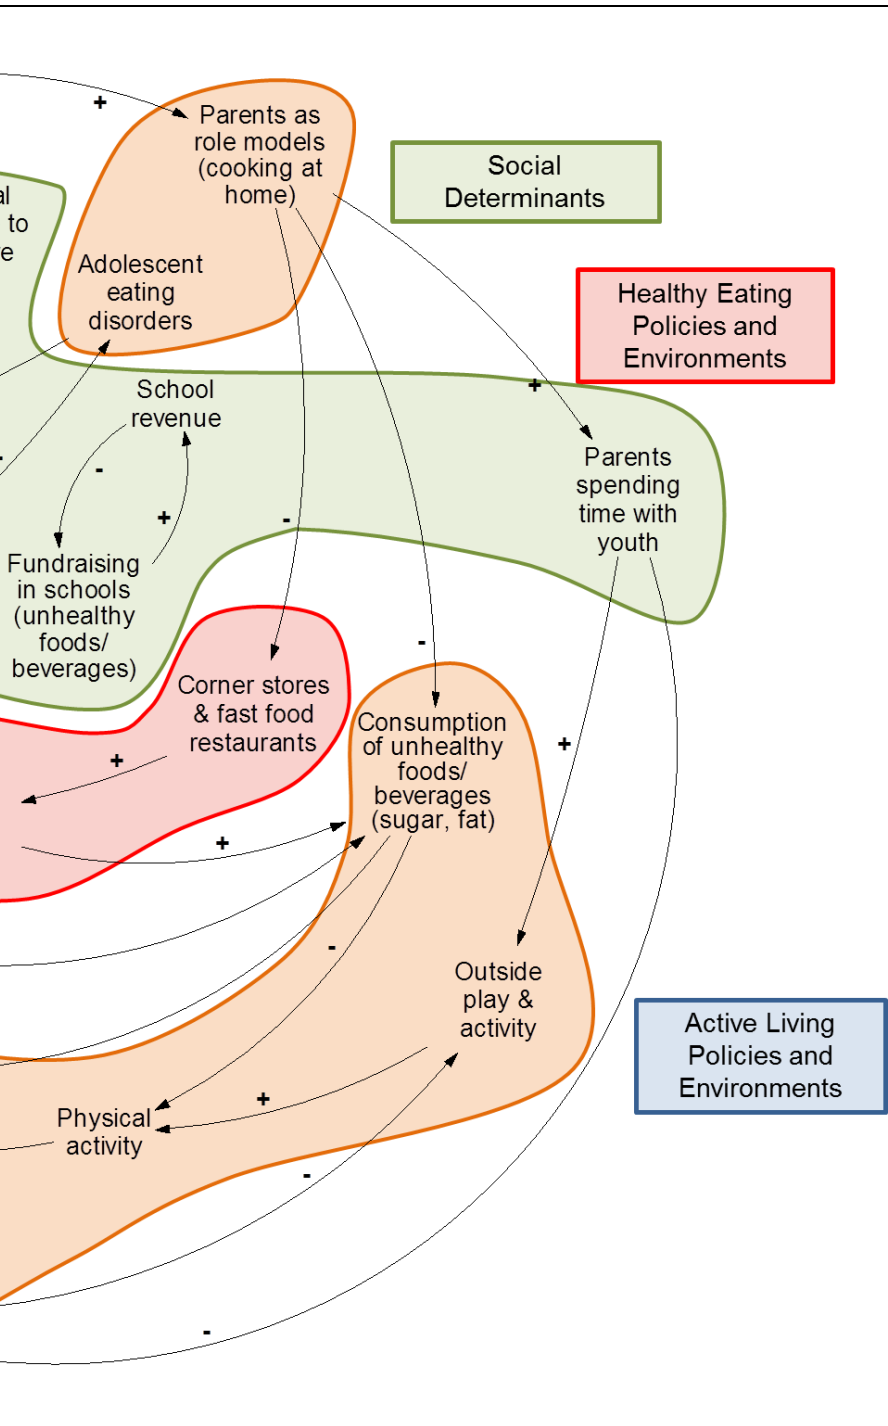 +
Parents as
role models
(cooking at
home)
Social
Determinants
al
to
e
Adolescent
eating
disorders
Healthy Eating
Policies and
Environments
+
School
revenue
-
-
+
-
Parents
spending
time with
youth
Fundraising
in schools
(unhealthy
foods/
beverages)
-
Corner stores
& fast food
restaurants
+
Consumption
of unhealthy
foods/
beverages
(sugar, fat)
+
+
-
Outside
play &
activity
Active Living
Policies and
Environments
+
Physical
activity
-
-